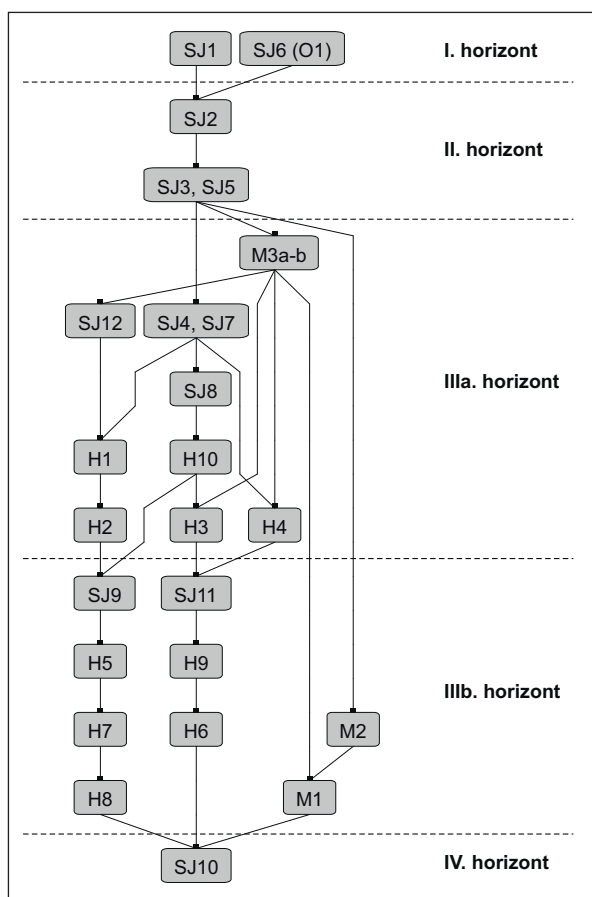 SJ1 SJ6 (O1) I. horizont
SJ2
II. horizont
SJ3, SJ5
M3a-b
SJ12 SJ4, SJ7
SJ8 IIIa. horizont
H1 H10
H2 H3 H4
SJ9 SJ11
H5 H9
IIIb. horizont
H7 H6 M2
H8 M1
SJ10 IV. horizont